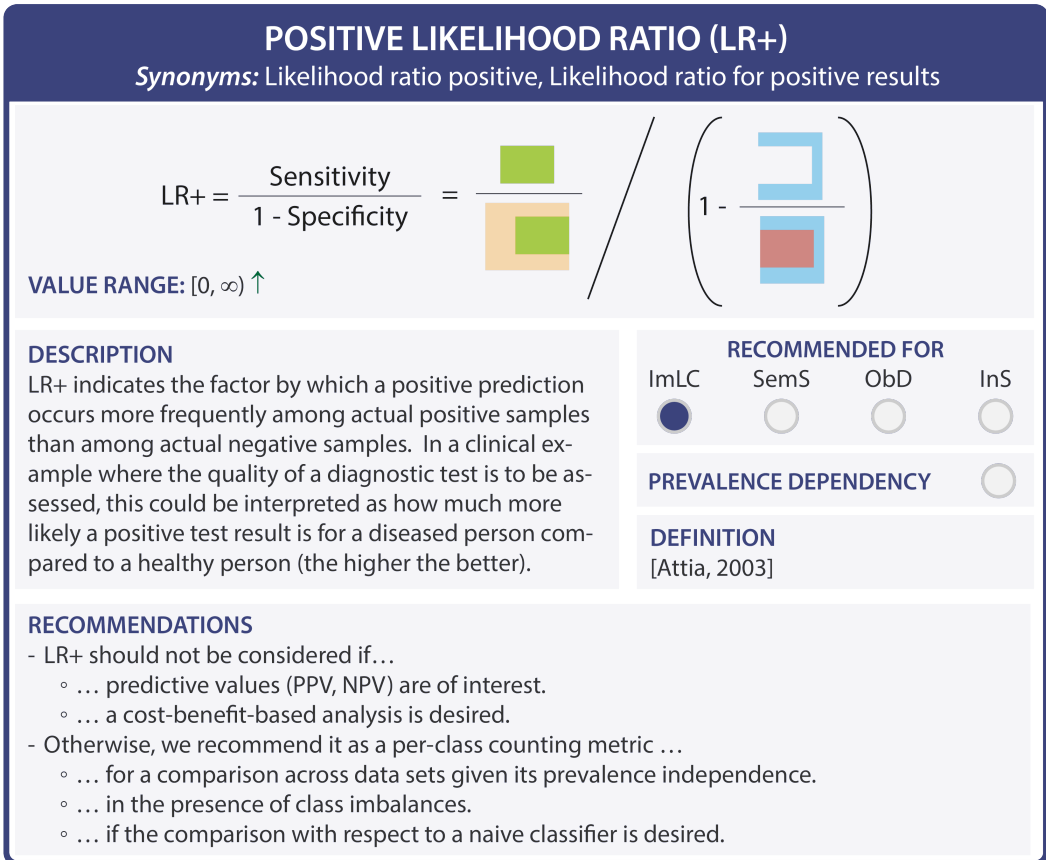 POSITIVE LIKELIHOOD RATIO (LR+)
Synonyms: Likelihood ratio positive, Likelihood ratio for positive results
LR+ = Sensitivity / 1 - Specificity = / ( 1 - )
VALUE RANGE: [0, ∞) ↑
DESCRIPTION
LR+ indicates the factor by which a positive prediction
occurs more frequently among actual positive samples
than among actual negative samples. In a clinical ex-
ample where the quality of a diagnostic test is to be as-
sessed, this could be interpreted as how much more
likely a positive test result is for a diseased person com-
pared to a healthy person (the higher the better).
RECOMMENDED FOR
ImLC SemS ObD InS
PREVALENCE DEPENDENCY
DEFINITION
[Attia, 2003]
RECOMMENDATIONS
- LR+ should not be considered if…
◦ … predictive values (PPV, NPV) are of interest.
◦ … a cost-benefit-based analysis is desired.
- Otherwise, we recommend it as a per-class counting metric …
◦ … for a comparison across data sets given its prevalence independence.
◦ … in the presence of class imbalances.
◦ … if the comparison with respect to a naive classifier is desired.